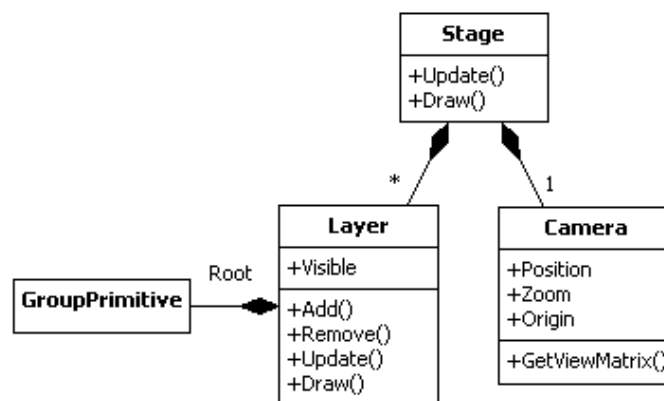 Stage
+Update()
+Draw()
* 1
Layer
+Visible
+Add()
+Remove()
+Update()
+Draw()
Root
GroupPrimitive
Camera
+Position
+Zoom
+Origin
+GetViewMatrix()